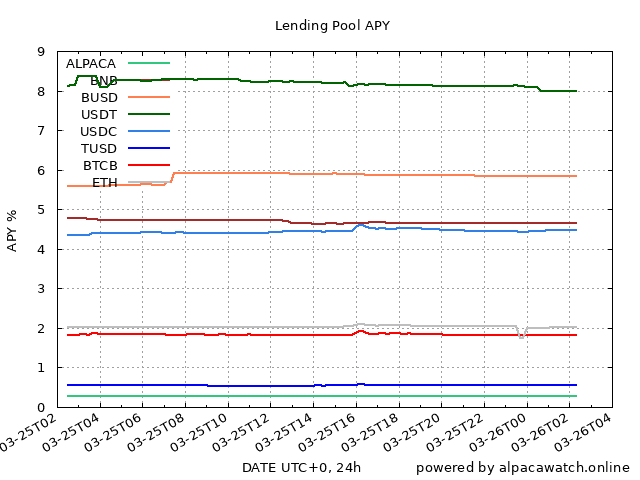 Lending Pool APY
9
8
7
6
5
4
3
2
1
0
APY %
ALPACA
BNB
BUSD
USDT
USDC
TUSD
BTCB
ETH
03-25T02
03-25T04
03-25T06
03-25T08
03-25T10
03-25T12
03-25T14
03-25T16
03-25T18
03-25T20
03-25T22
03-26T00
03-26T02
03-26T04
DATE UTC+0, 24h
powered by alpacawatch.online